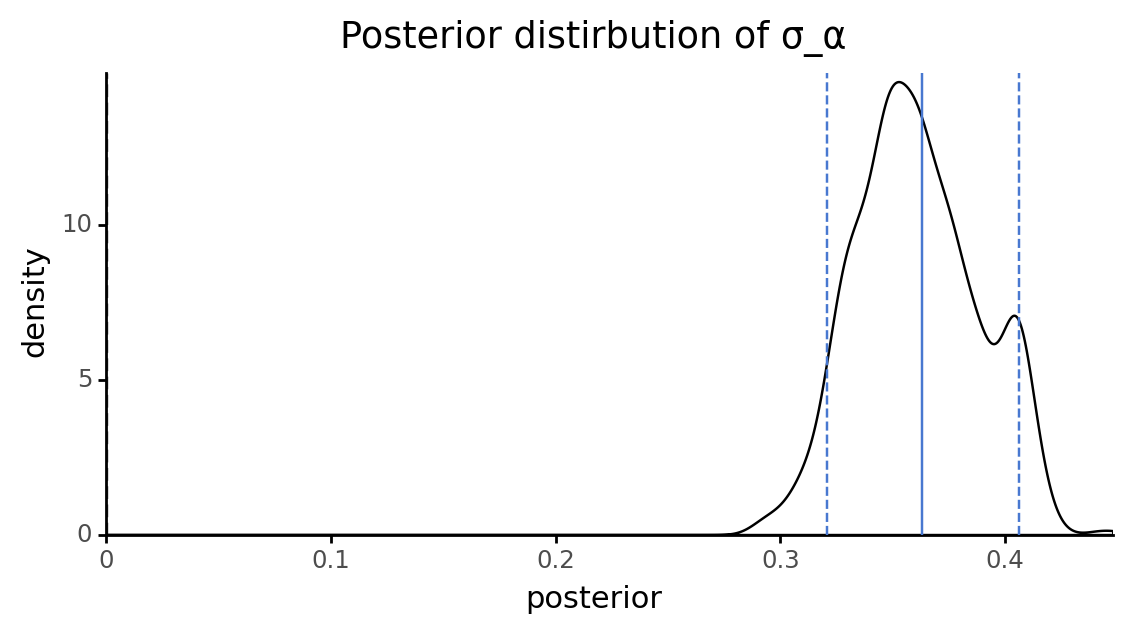 Posterior distirbution of σ_α
density
10
5
0
0 0.1 0.2 0.3 0.4
posterior